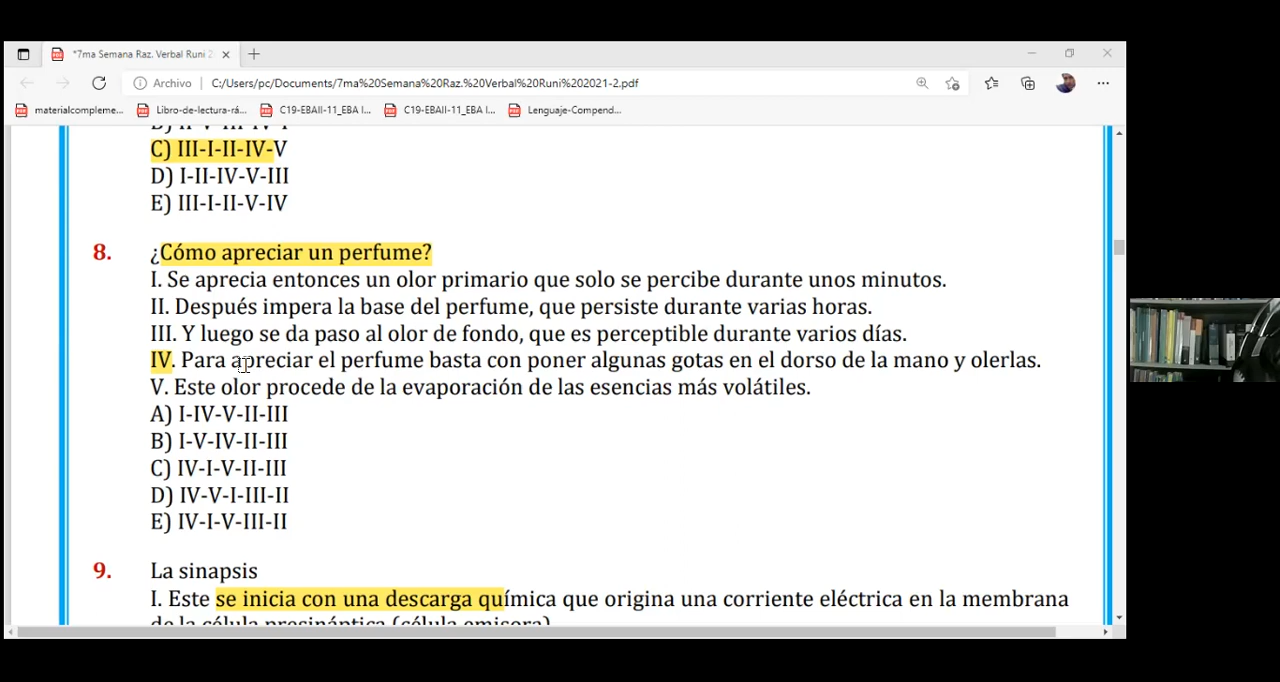 *7ma Semana Raz. Verbal Runi 2
Archivo C:/Users/pc/Documents/7ma%20Semana%20Raz.%20Verbal%20Runi%202021-2.pdf
materialcompleme... Libro-de-lectura-rá... C19-EBAII-11_EBA I... C19-EBAII-11_EBA I... Lenguaje-Compend...
C) III-I-II-IV-V
D) I-II-IV-V-III
E) III-I-II-V-IV
8. ¿Cómo apreciar un perfume?
I. Se aprecia entonces un olor primario que solo se percibe durante unos minutos.
II. Después impera la base del perfume, que persiste durante varias horas.
III. Y luego se da paso al olor de fondo, que es perceptible durante varios días.
IV. Para apreciar el perfume basta con poner algunas gotas en el dorso de la mano y olerlas.
V. Este olor procede de la evaporación de las esencias más volátiles.
A) I-IV-V-II-III
B) I-V-IV-II-III
C) IV-I-V-II-III
D) IV-V-I-III-II
E) IV-I-V-III-II
9. La sinapsis
I. Este se inicia con una descarga química que origina una corriente eléctrica en la membrana
de la célula presináptica (célula emisora)